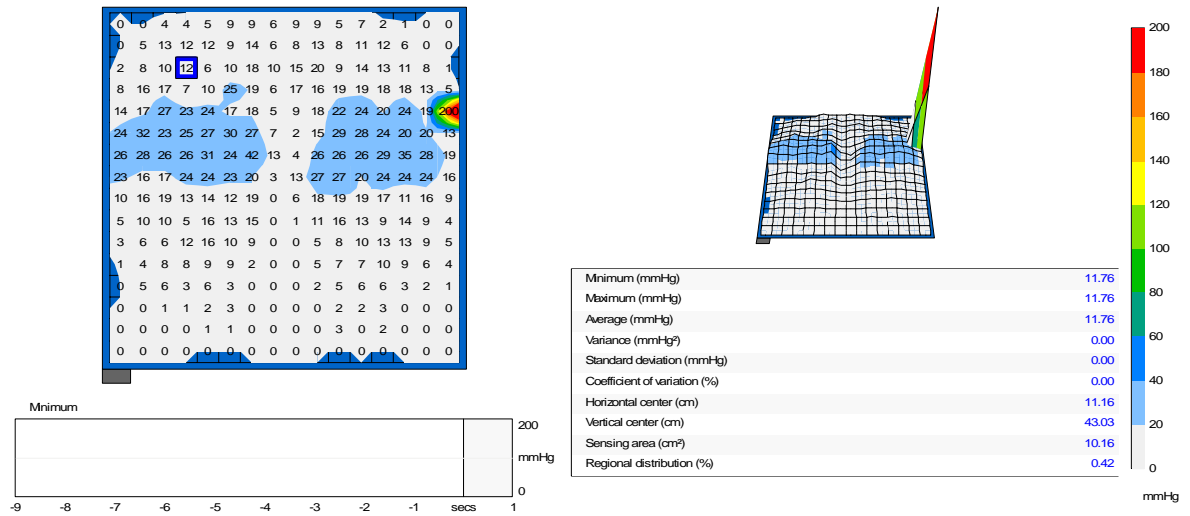 0 0 4 4 5 9 9 6 9 5 7 2 1 0 0
0 5 13 12 12 9 14 6 8 13 8 11 12 6 0 0
2 8 10 12 6 10 18 10 15 20 9 14 13 11 8 1
8 16 17 7 10 25 19 6 17 16 19 19 18 18 13 5
14 17 27 23 24 17 18 5 9 18 22 24 20 24 19 200
24 32 23 25 27 30 27 7 2 15 29 28 24 20 20 13
26 28 26 26 31 24 42 13 4 26 26 26 29 35 28 19
23 16 17 24 24 23 20 3 13 27 27 20 24 24 24 16
10 16 19 13 14 12 19 0 6 18 19 19 17 11 16 9
5 10 10 5 16 13 15 0 1 11 16 13 9 14 9 4
3 6 6 12 16 10 9 0 0 5 8 10 13 13 9 5
1 4 8 8 9 9 2 0 0 5 7 7 10 9 6 4
0 5 6 3 6 3 0 0 0 2 5 6 6 3 2 1
0 0 1 1 2 3 0 0 0 0 2 2 3 0 0 0
0 0 0 0 1 1 0 0 0 0 3 0 2 0 0 0
0 0 0 0 0 0 0 0 0 0 0 0 0 0 0 0
Minimum
200
mmHg
0
-9 -8 -7 -6 -5 -4 -3 -2 -1 secs 1
Minimum (mmHg) 11.76
Maximum (mmHg) 11.76
Average (mmHg) 11.76
Variance (mmHg²) 0.00
Standard deviation (mmHg) 0.00
Coefficient of variation (%) 0.00
Horizontal center (cm) 11.16
Vertical center (cm) 43.03
Sensing area (cm²) 10.16
Regional distribution (%) 0.42
200
180
160
140
120
100
80
60
40
20
0
mmHg